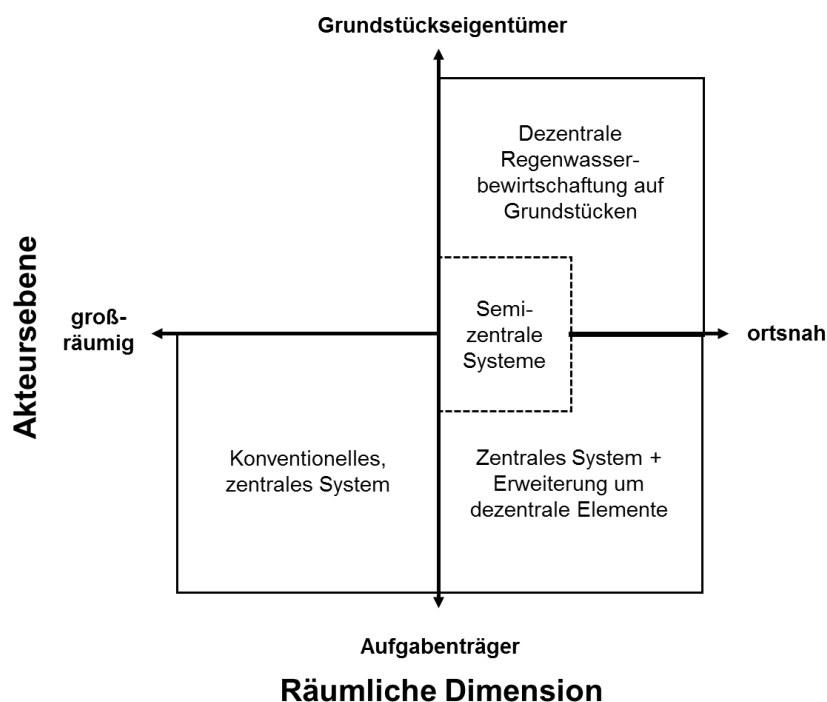 Grundstückseigentümer
Dezentrale
Regenwasser-
bewirtschaftung auf
Grundstücken
Akteursebene
groß-
räumig
Semi-
zentrale
Systeme
ortsnah
Konventionelles,
zentrales System
Zentrales System +
Erweiterung um
dezentrale Elemente
Aufgabenträger
Räumliche Dimension